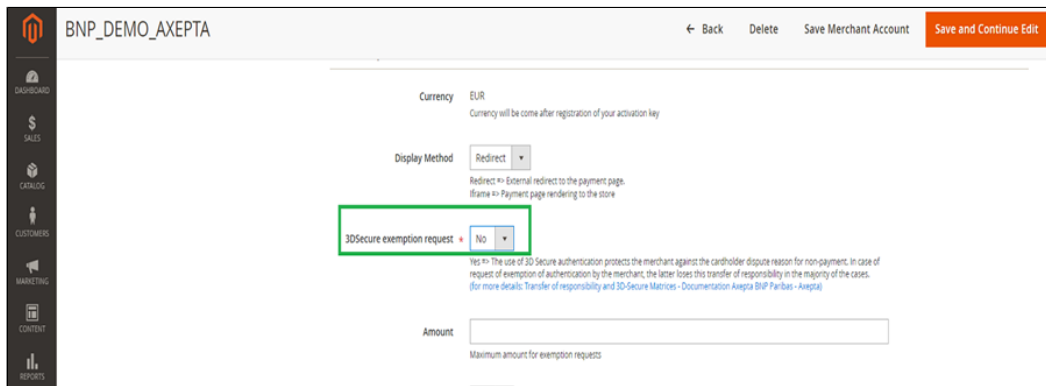 BNP_DEMO_AXEPTA
← Back Delete Save Merchant Account Save and Continue Edit
DASHBOARD
SALES
CATALOG
CUSTOMERS
MARKETING
CONTENT
REPORTS
Currency EUR
Currency will be come after registration of your activation key
Display Method Redirect
Redirect => External redirect to the payment page.
Iframe => Payment page rendering to the store
3DSecure exemption request * No
Yes => The use of 3D Secure authentication protects the merchant against the cardholder dispute reason for non-payment. In case of
request of exemption of authentication by the merchant, the latter loses this transfer of responsibility in the majority of the cases.
(for more details: Transfer of responsibility and 3D-Secure Matrices - Documentation Axepta BNP Paribas - Axepta)
Amount
Maximum amount for exemption requests